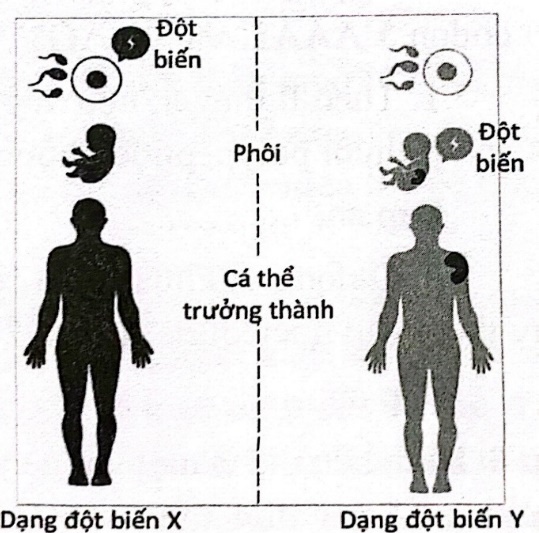 Đột
biến
Phôi
Đột
biến
Cá thể
trưởng thành
Dạng đột biến X
Dạng đột biến Y